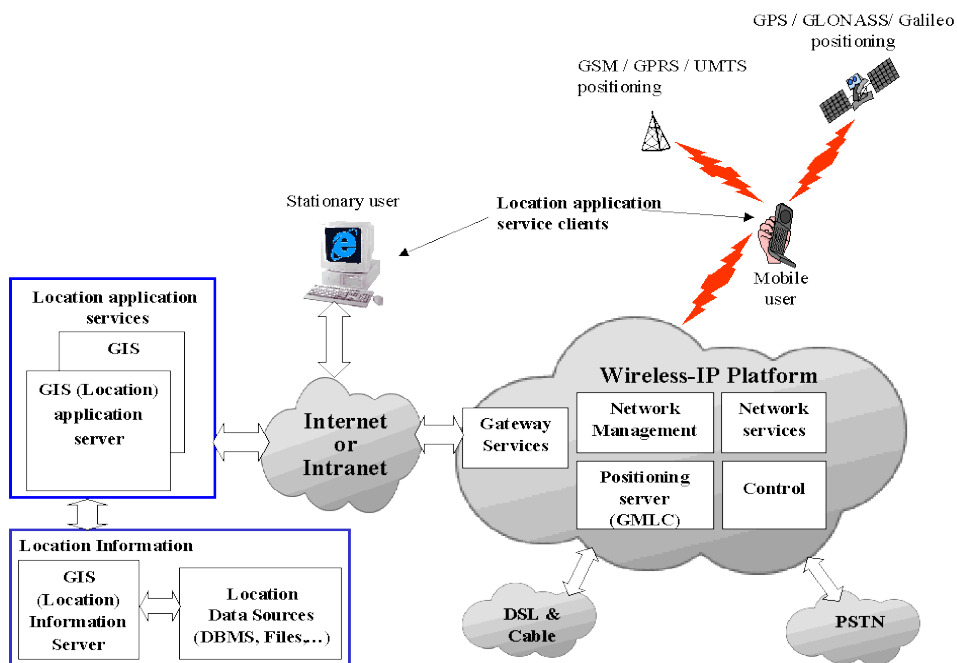 GPS / GLONASS/ Galileo
positioning
GSM / GPRS / UMTS
positioning
Stationary user
Location application
service clients
Mobile
user
Location application
services
GIS
GIS (Location)
application
server
Internet
or
Intranet
Wireless-IP Platform
Gateway
Services
Network
Management
Network
services
Positioning
server
(GMLC)
Control
Location Information
GIS
(Location)
Information
Server
Location
Data Sources
(DBMS, Files,...)
DSL &
Cable
PSTN